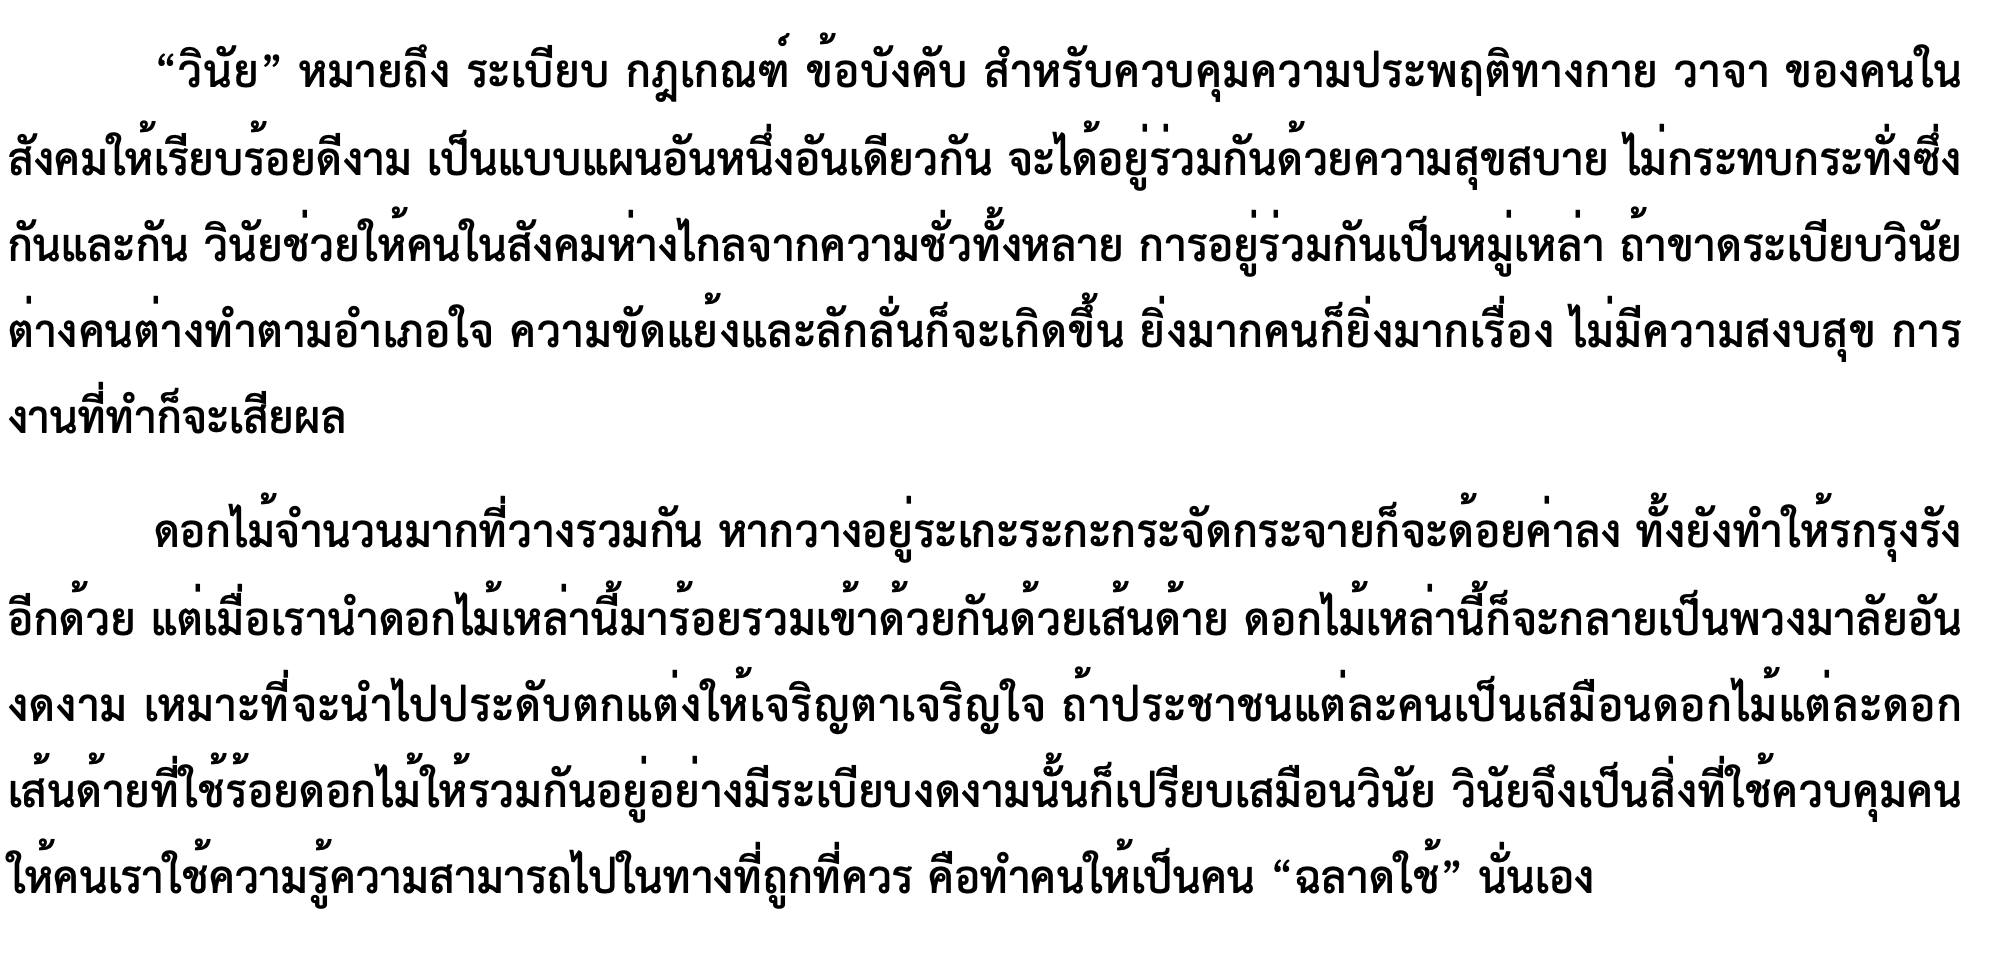 “วินัย” หมายถึง ระเบียบ กฎเกณฑ์ ข้อบังคับ สำหรับควบคุมความประพฤติทางกาย วาจา ของคนใน
สังคมให้เรียบร้อยดีงาม เป็นแบบแผนอันหนึ่งอันเดียวกัน จะได้อยู่ร่วมกันด้วยความสุขสบาย ไม่กระทบกระทั่งซึ่ง
กันและกัน วินัยช่วยให้คนในสังคมห่างไกลจากความชั่วทั้งหลาย การอยู่ร่วมกันเป็นหมู่เหล่า ถ้าขาดระเบียบวินัย
ต่างคนต่างทำตามอำเภอใจ ความขัดแย้งและลักลั่นก็จะเกิดขึ้น ยิ่งมากคนก็ยิ่งมากเรื่อง ไม่มีความสงบสุข การ
งานที่ทำก็จะเสียผล
ดอกไม้จำนวนมากที่วางรวมกัน หากวางอยู่ระเกะระกะกระจัดกระจายก็จะด้อยค่าลง ทั้งยังทำให้รกรุงรัง
อีกด้วย แต่เมื่อเรานำดอกไม้เหล่านี้มาร้อยรวมเข้าด้วยกันด้วยเส้นด้าย ดอกไม้เหล่านี้ก็จะกลายเป็นพวงมาลัยอัน
งดงาม เหมาะที่จะนำไปประดับตกแต่งให้เจริญตาเจริญใจ ถ้าประชาชนแต่ละคนเป็นเสมือนดอกไม้แต่ละดอก
เส้นด้ายที่ใช้ร้อยดอกไม้ให้รวมกันอยู่อย่างมีระเบียบงดงามนั้นก็เปรียบเสมือนวินัย วินัยจึงเป็นสิ่งที่ใช้ควบคุมคน
ให้คนเราใช้ความรู้ความสามารถไปในทางที่ถูกที่ควร คือทำคนให้เป็นคน “ฉลาดใช้” นั่นเอง